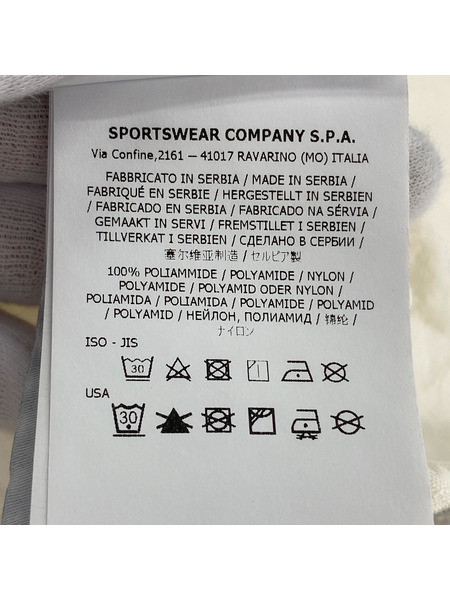 SPORTSWEAR COMPANY S.P.A.
Via Confine,2161 — 41017 RAVARINO (MO) ITALIA
FABBRICATO IN SERBIA / MADE IN SERBIA /
FABRIQUÉ EN SERBIE / HERGESTELLT IN SERBIEN
/ FABRICADO EN SERBIA / FABRICADO NA SÉRVIA /
GEMAAKT IN SERVI / FREMSTILLET I SERBIEN /
TILLVERKAT I SERBIEN / СДЕЛАНО В СЕРБИИ /
塞尔维亚制造 / セルビア製
100% POLIAMMIDE / POLYAMIDE / NYLON /
POLYAMIDE / POLYAMID ODER NYLON /
POLIAMIDA / POLIAMIDA / POLYAMIDE / POLYAMID
/ POLYAMID / НЕЙЛОН, ПОЛИАМИД / 锦纶 /
ナイロン
ISO - JIS
30
USA
30